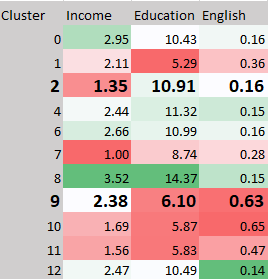 Cluster Income Education English
0 2.95 10.43 0.16
1 2.11 5.29 0.36
2 1.35 10.91 0.16
4 2.44 11.32 0.15
6 2.66 10.99 0.16
7 1.00 8.74 0.28
8 3.52 14.37 0.15
9 2.38 6.10 0.63
10 1.69 5.87 0.65
11 1.56 5.83 0.47
12 2.47 10.49 0.14